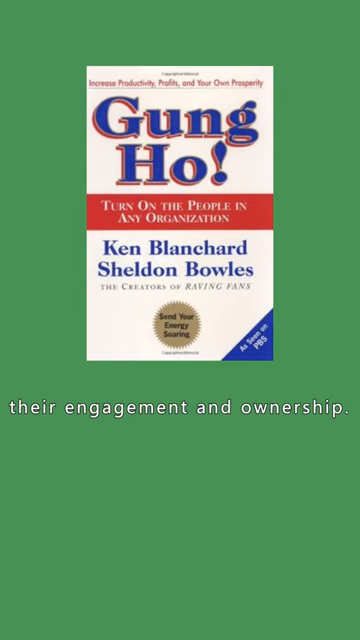 Increase Productivity, Profits, and Your Own Prosperity
Gung
Ho!
TURN ON THE PEOPLE IN
ANY ORGANIZATION
Ken Blanchard
Sheldon Bowles
THE CREATORS OF RAVING FANS
Send Your
Energy
Soaring
As Seen on
PBS
their engagement and ownership.